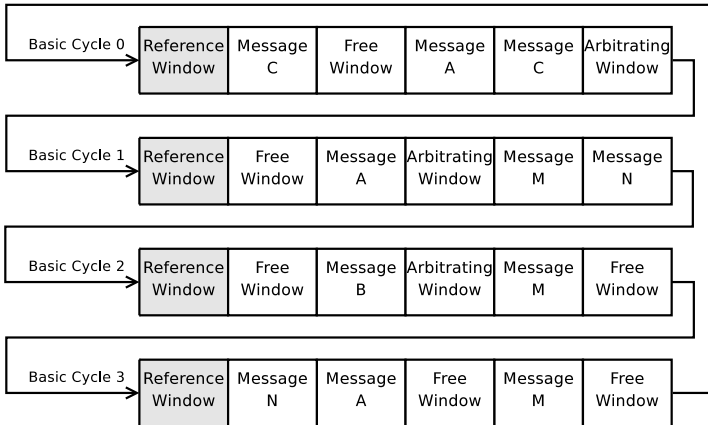 Basic Cycle 0
Reference Window
Message C
Free Window
Message A
Message C
Arbitrating Window
Basic Cycle 1
Reference Window
Free Window
Message A
Arbitrating Window
Message M
Message N
Basic Cycle 2
Reference Window
Free Window
Message B
Arbitrating Window
Message M
Free Window
Basic Cycle 3
Reference Window
Message N
Message A
Free Window
Message M
Free Window